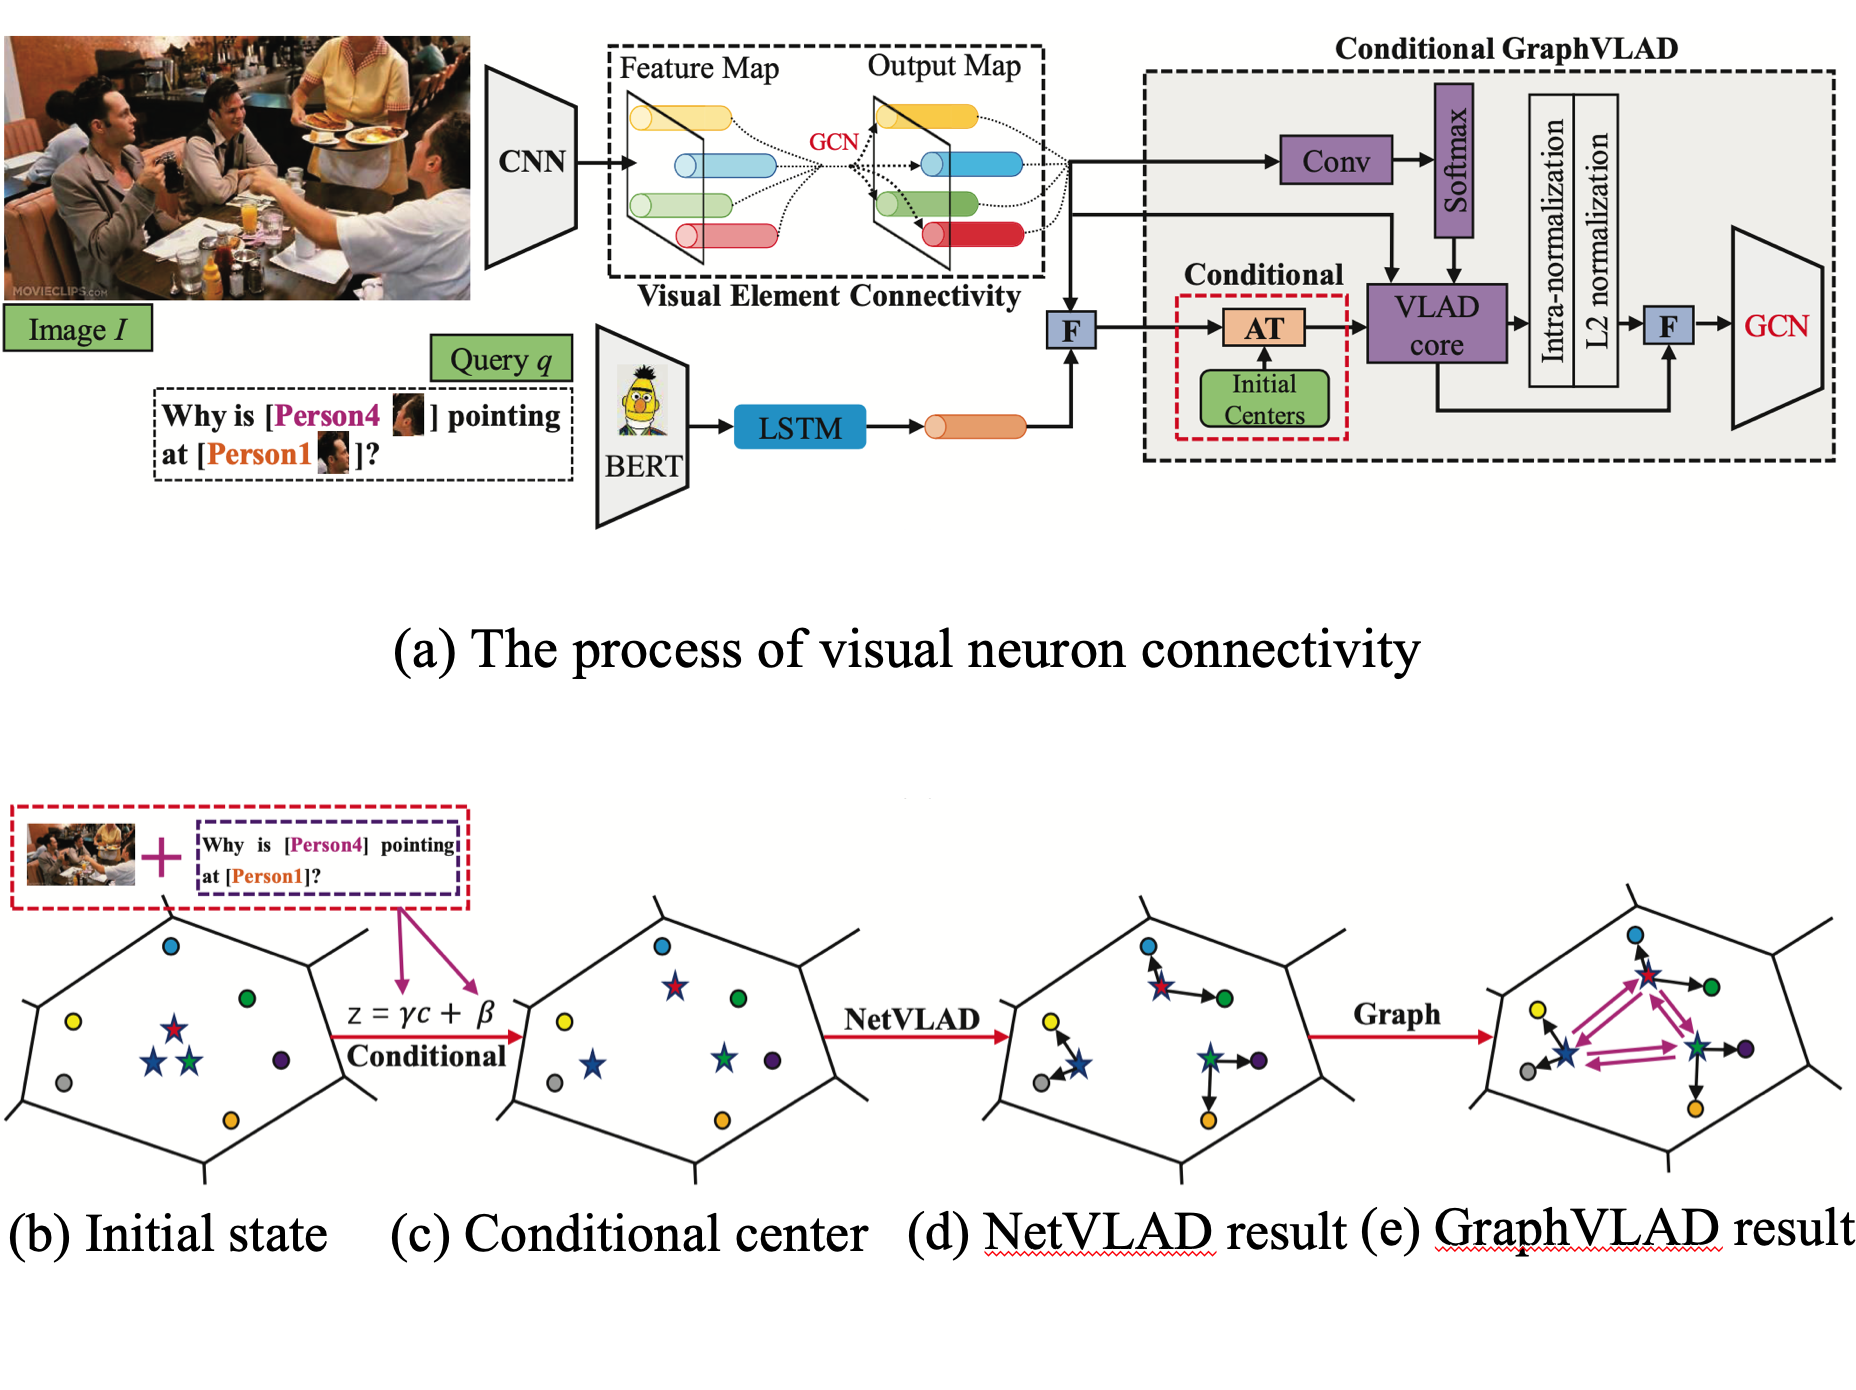 Conditional GraphVLAD
Feature Map
Output Map
GCN
CNN
Conv
Softmax
Intra-normalization
L2 normalization
MOVIECLIPS.COM
Visual Element Connectivity
Conditional
VLAD
core
Image I
F
AT
F
GCN
Query q
Initial
Centers
Why is [Person4 ] pointing
at [Person1 ]?
LSTM
BERT
(a) The process of visual neuron connectivity
Why is [Person4] pointing
at [Person1]?
z = γc + β
Conditional
NetVLAD
Graph
(b) Initial state
(c) Conditional center
(d) NetVLAD result
(e) GraphVLAD result